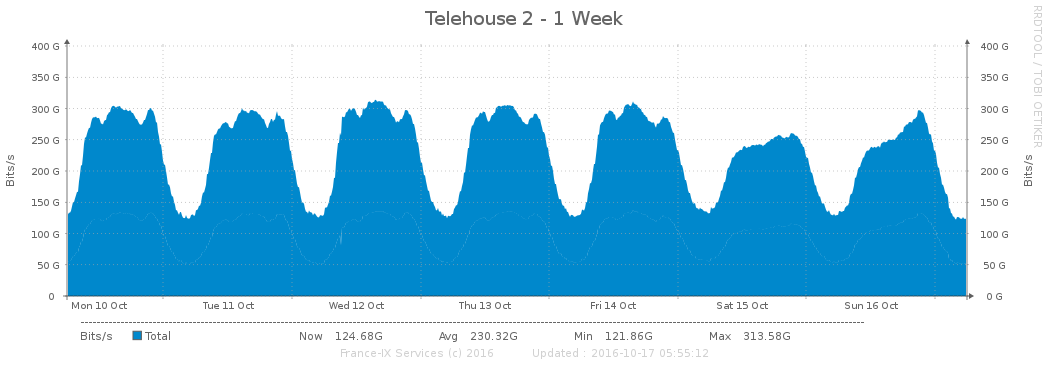 Telehouse 2 - 1 Week
RRDTOOL / TOBI OETIKER
400 G 400 G
350 G 350 G
300 G 300 G
250 G 250 G
200 G 200 G
150 G 150 G
100 G 100 G
50 G 50 G
0 0 G
Bits/s
Bits/s
Mon 10 Oct Tue 11 Oct Wed 12 Oct Thu 13 Oct Fri 14 Oct Sat 15 Oct Sun 16 Oct
Bits/s Total Now 124.68G Avg 230.32G Min 121.86G Max 313.58G
France-IX Services (c) 2016 Updated : 2016-10-17 05:55:12